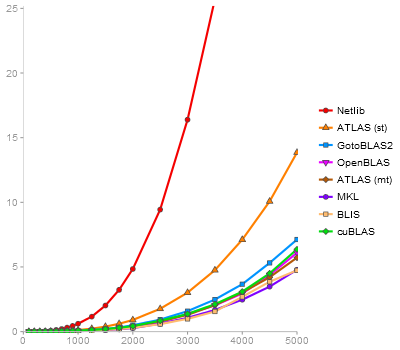 25
20
15
10
5
0
0 1000 2000 3000 4000 5000
Netlib
ATLAS (st)
GotoBLAS2
OpenBLAS
ATLAS (mt)
MKL
BLIS
cuBLAS